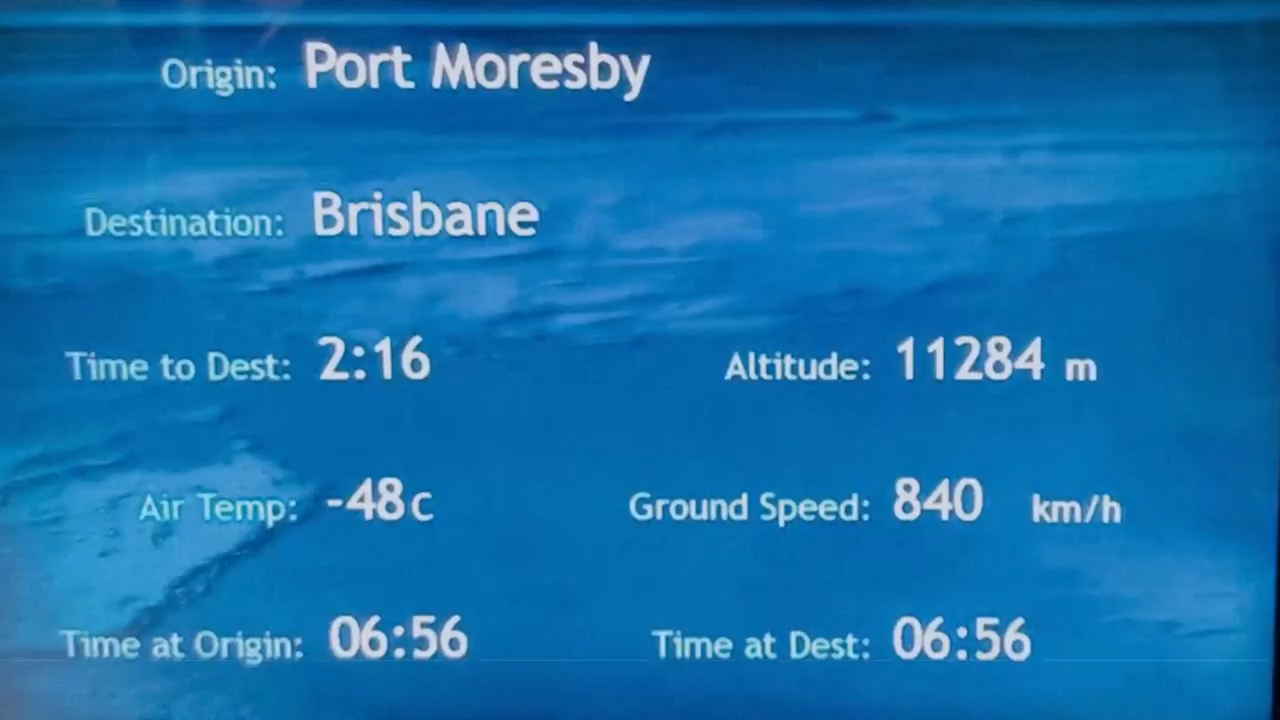 Origin: Port Moresby
Destination: Brisbane
Time to Dest: 2:16 Altitude: 11284 m
Air Temp: -48c Ground Speed: 840 km/h
Time at Origin: 06:56 Time at Dest: 06:56